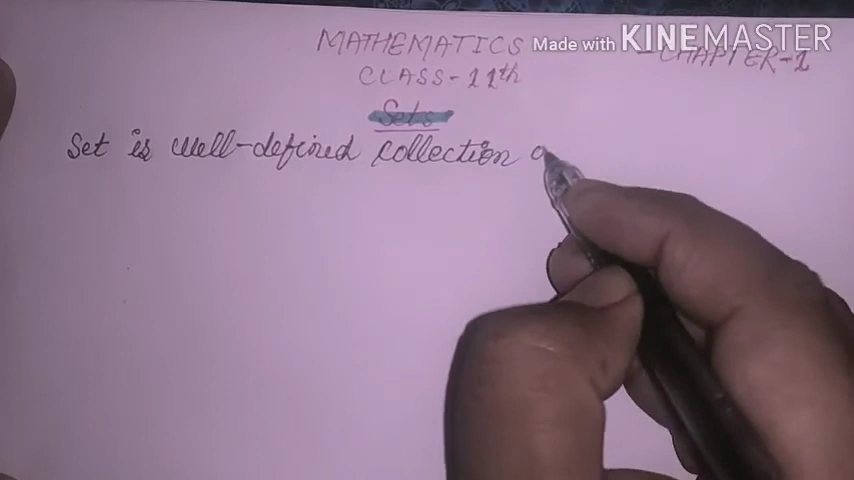 MATHEMATICS
Made with KINEMASTER
- CHAPTER-1
CLASS-11th
Sets
Set is well-defined collection o